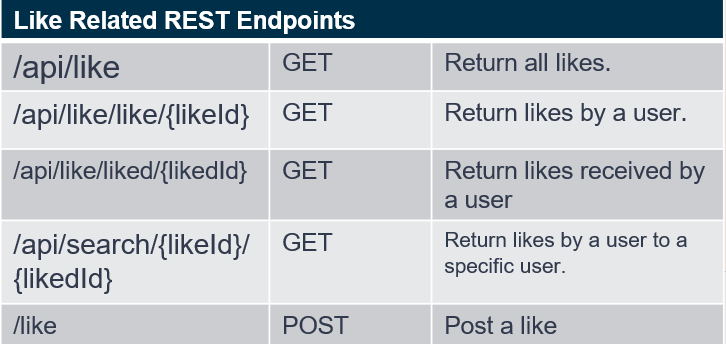 Like Related REST Endpoints
/api/like GET Return all likes.
/api/like/like/{likeId} GET Return likes by a user.
/api/like/liked/{likedId} GET Return likes received by
a user
/api/search/{likeId}/ GET Return likes by a user to a
{likedId} specific user.
/like POST Post a like